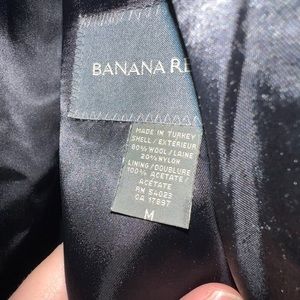 BANANA RE
MADE IN TURKEY
SHELL / EXTÉRIEUR
80% WOOL / LAINE
20% NYLON
LINING / DOUBLURE
100% ACETATE /
ACÉTATE
RN 54023
CA 17897
M